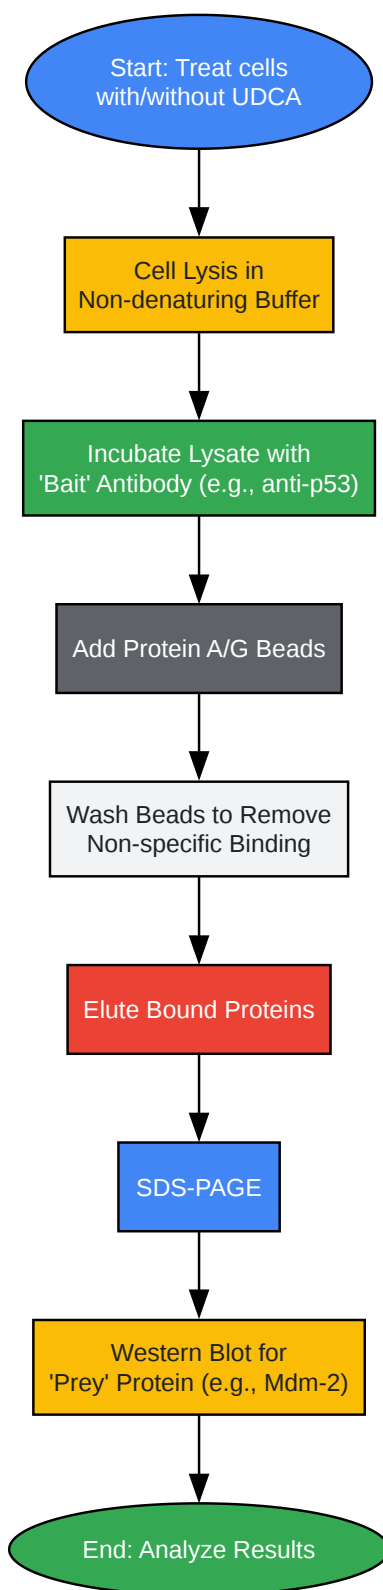 Start: Treat cells
with/without UDCA
Cell Lysis in
Non-denaturing Buffer
Incubate Lysate with
'Bait' Antibody (e.g., anti-p53)
Add Protein A/G Beads
Wash Beads to Remove
Non-specific Binding
Elute Bound Proteins
SDS-PAGE
Western Blot for
'Prey' Protein (e.g., Mdm-2)
End: Analyze Results